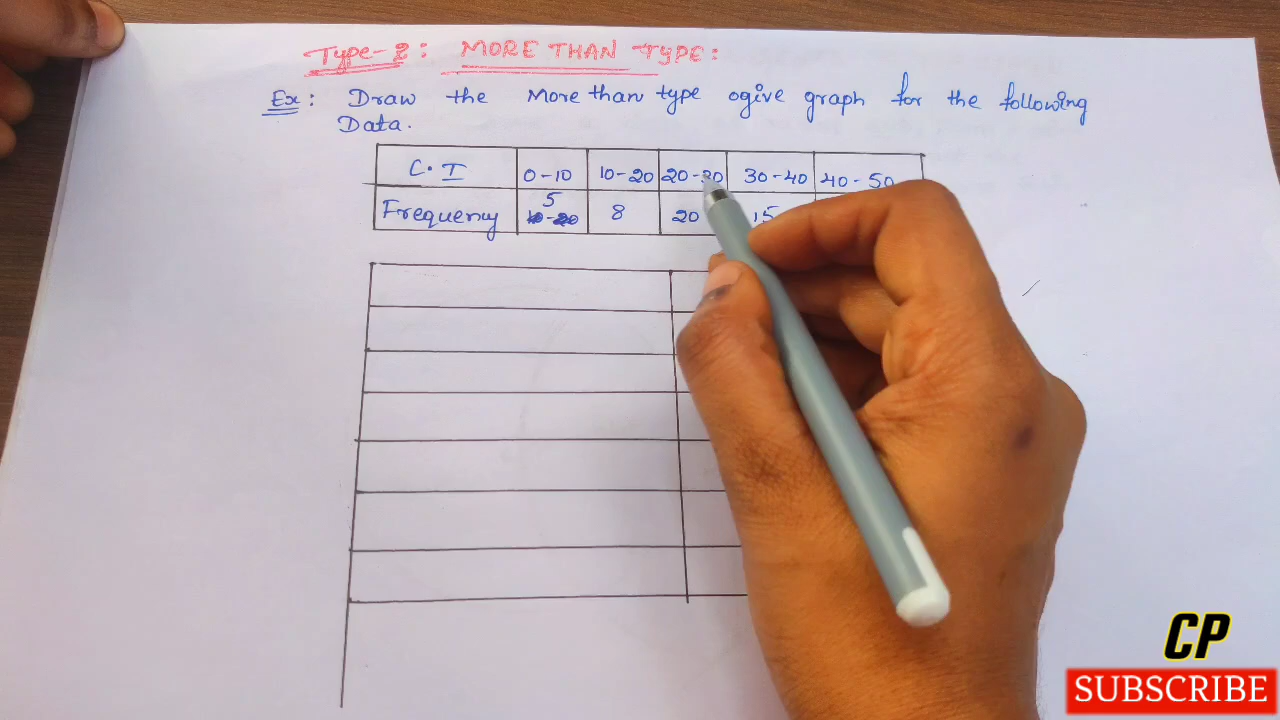 Type-2: MORE THAN TYPE:
Ex: Draw the More than type ogive graph for the following
Data.
C.I 0-10 10-20 20-30 30-40 40-50
Frequency 5 8 20 15
CP
SUBSCRIBE